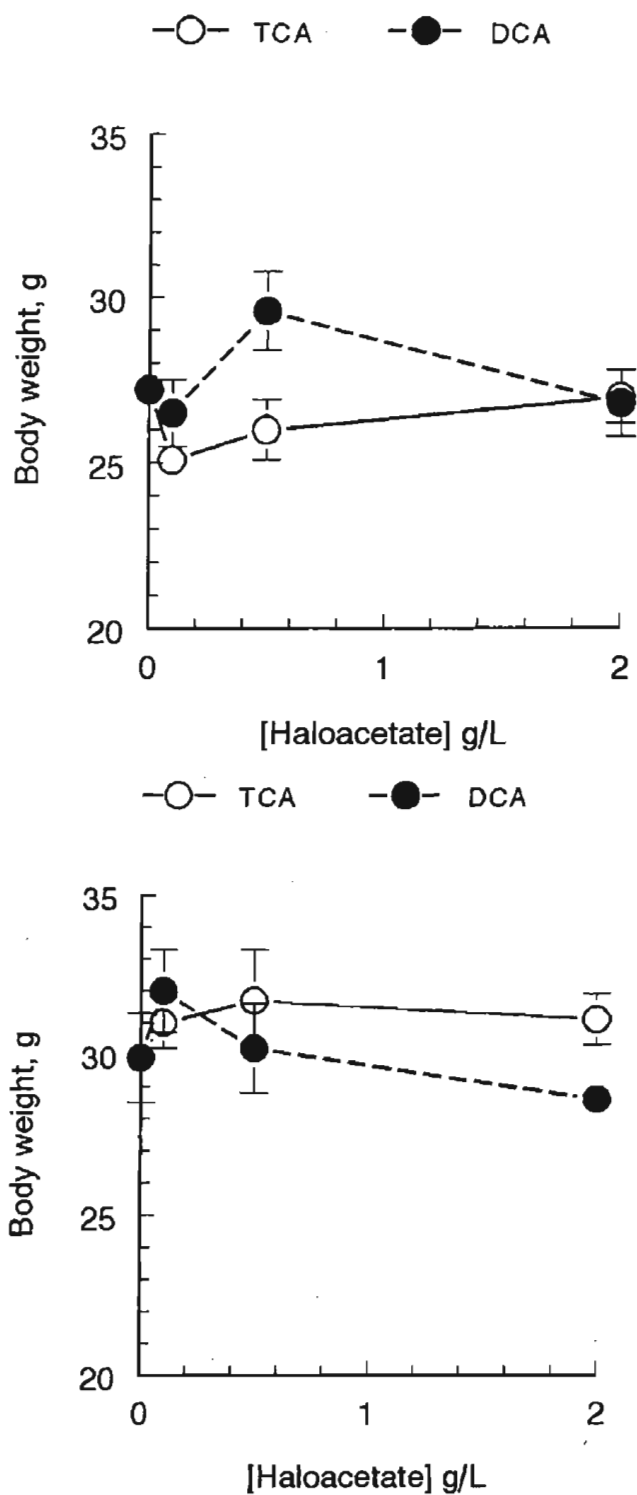 TCA DCA
35
30
25
20
Body weight, g
0 1 2
[Haloacetate] g/L
TCA DCA
35
30
25
20
Body weight, g
0 1 2
[Haloacetate] g/L